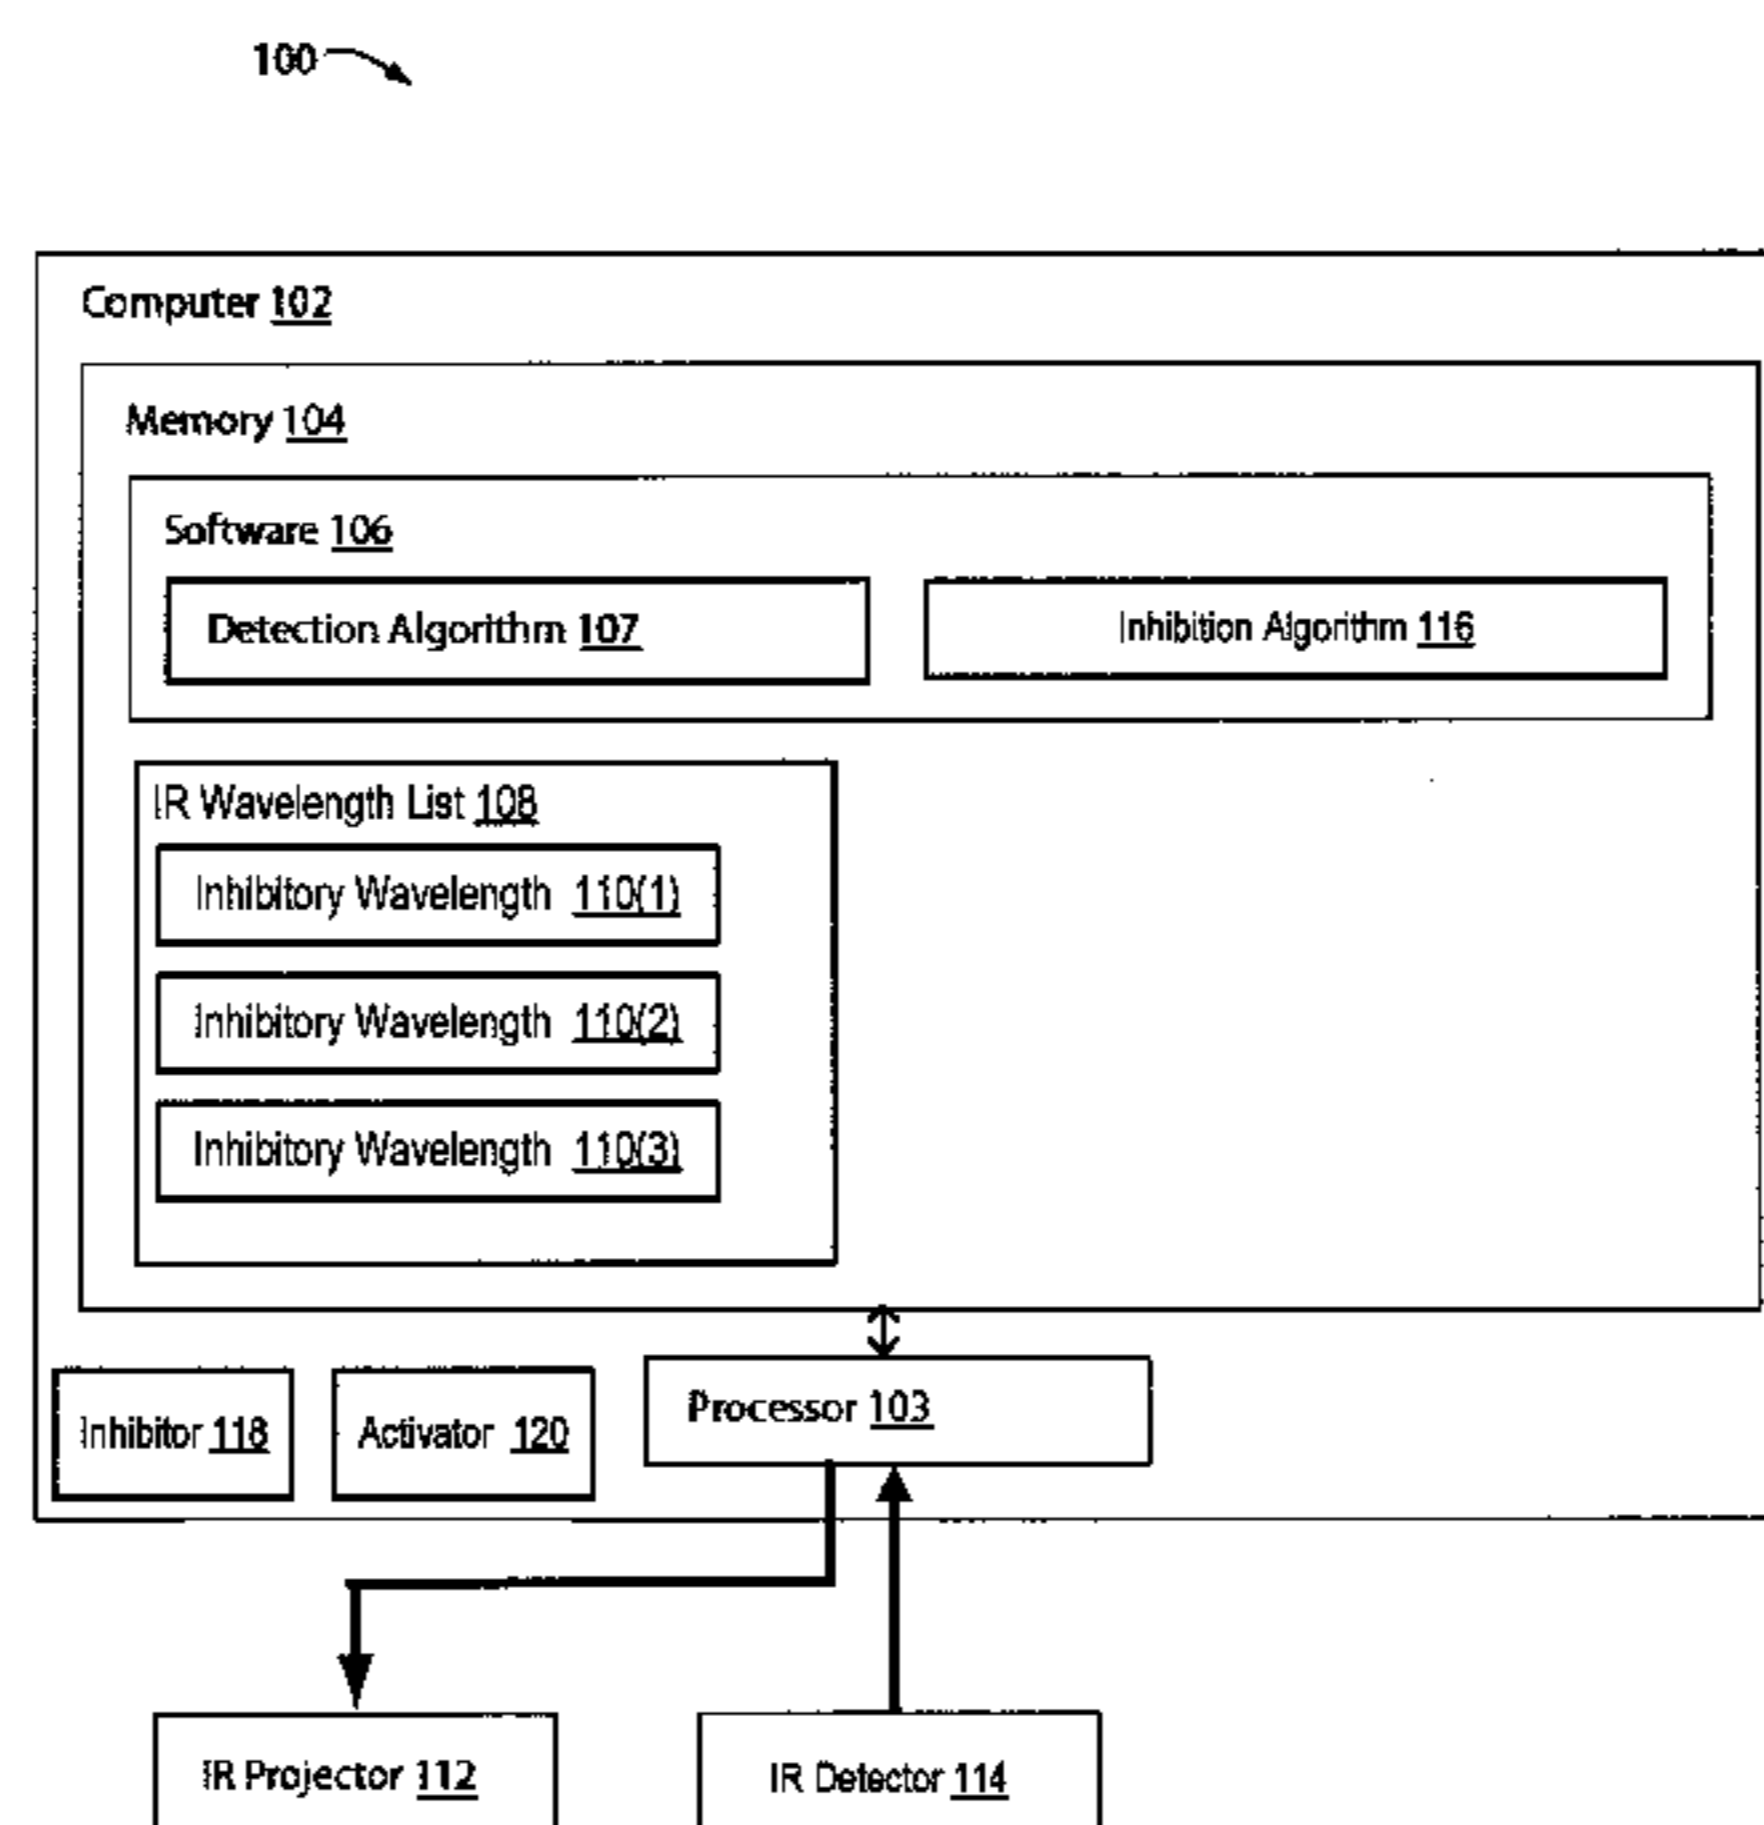 100
Computer 102
Memory 104
Software 106
Detection Algorithm 107
Inhibition Algorithm 116
IR Wavelength List 108
Inhibitory Wavelength 110(1)
Inhibitory Wavelength 110(2)
Inhibitory Wavelength 110(3)
Processor 103
Inhibitor 118
Activator 120
IR Projector 112
IR Detector 114